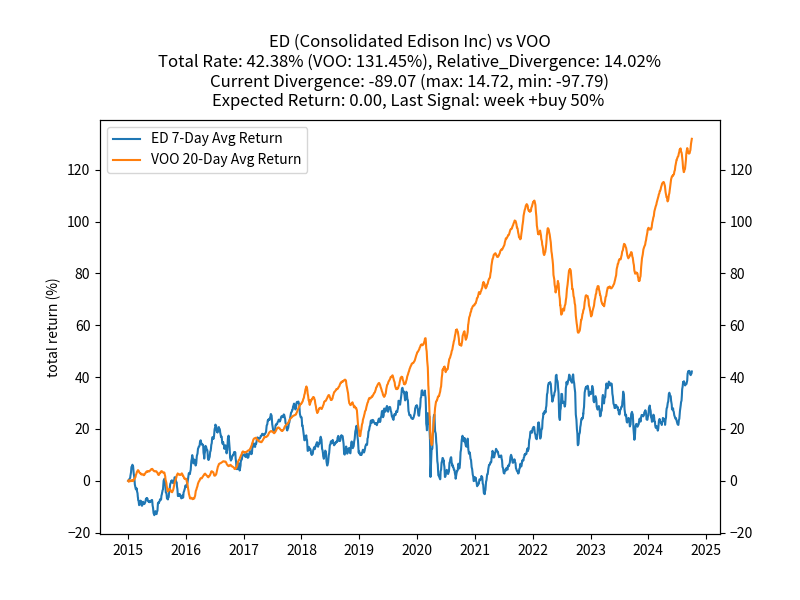 ED (Consolidated Edison Inc) vs VOO
Total Rate: 42.38% (VOO: 131.45%), Relative_Divergence: 14.02%
Current Divergence: -89.07 (max: 14.72, min: -97.79)
Expected Return: 0.00, Last Signal: week +buy 50%
ED 7-Day Avg Return
VOO 20-Day Avg Return
total return (%)
120
100
80
60
40
20
0
−20
120
100
80
60
40
20
0
−20
2015 2016 2017 2018 2019 2020 2021 2022 2023 2024 2025